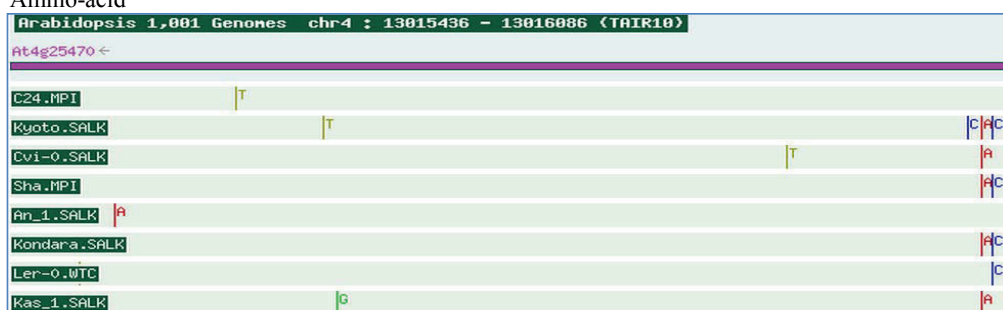 Amino-acid
Arabidopsis 1,001 Genomes chr4 : 13015436 - 13016086 (TAIR10)
At4g25470 ←
C24.MPI T
Kyoto.SALK T C A C
Cvi-0.SALK T A
Sha.MPI A C
An_1.SALK A
Kondara.SALK A C
Ler-0.WTC C
Kas_1.SALK G A